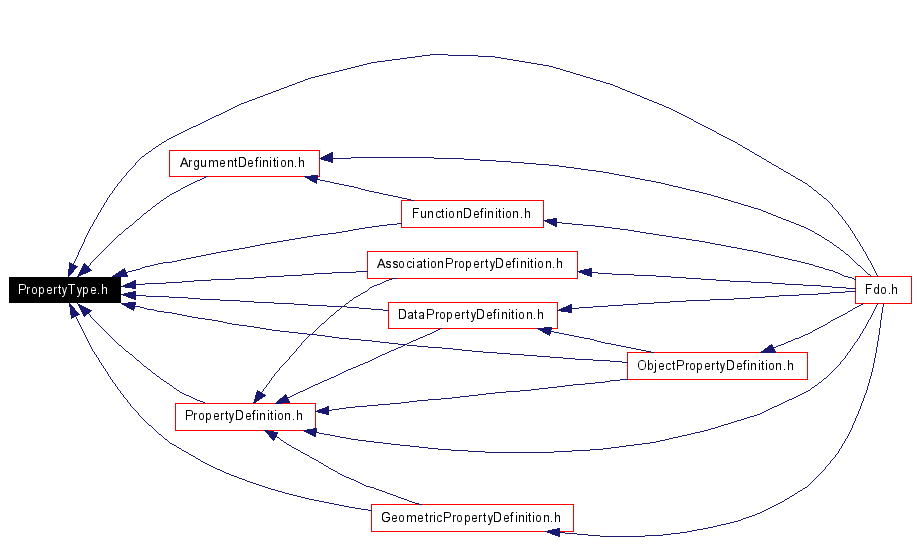 ArgumentDefinition.h
FunctionDefinition.h
AssociationPropertyDefinition.h
PropertyType.h
Fdo.h
DataPropertyDefinition.h
ObjectPropertyDefinition.h
PropertyDefinition.h
GeometricPropertyDefinition.h